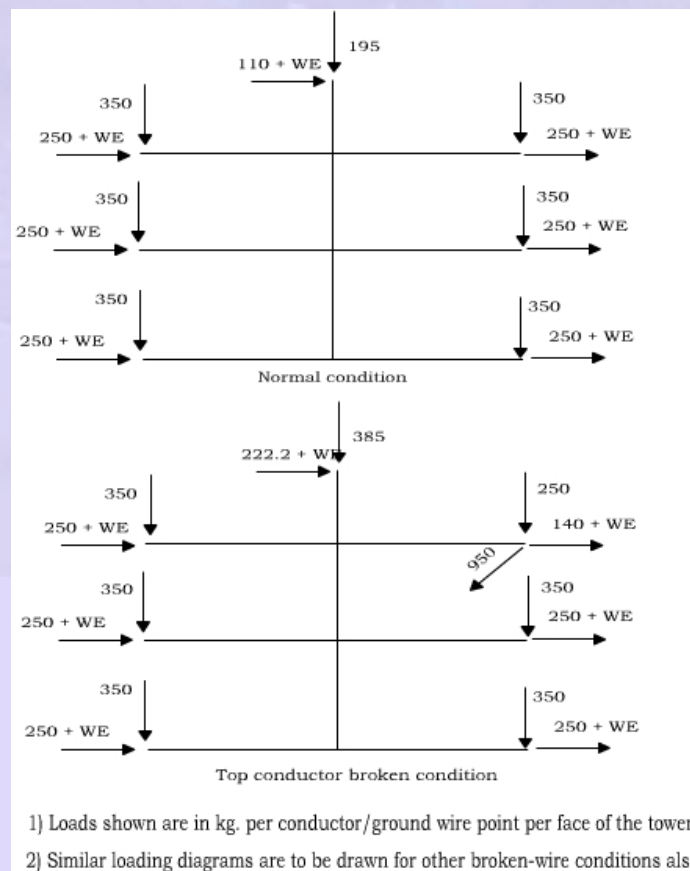 195
110 + WE
350
350
250 + WE
250 + WE
350
350
250 + WE
250 + WE
350
350
250 + WE
250 + WE
Normal condition
385
222.2 + WE
350
250
250 + WE
140 + WE
950
350
350
250 + WE
250 + WE
350
350
250 + WE
250 + WE
Top conductor broken condition
1) Loads shown are in kg. per conductor/ground wire point per face of the tower
2) Similar loading diagrams are to be drawn for other broken-wire conditions als